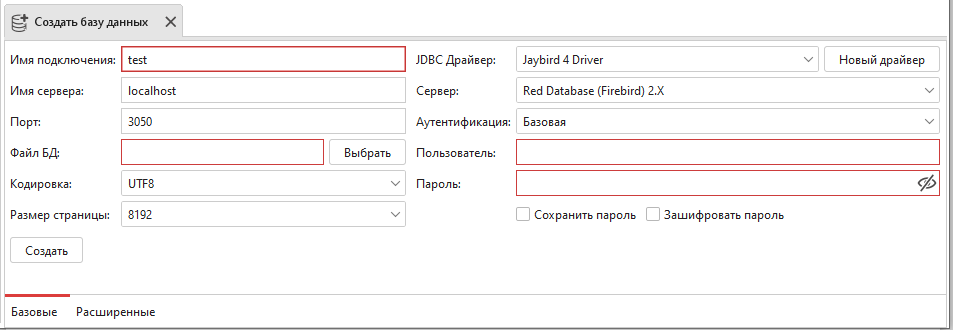 Создать базу данных
Имя подключения: test JDBC Драйвер: Jaybird 4 Driver Новый драйвер
Имя сервера: localhost Сервер: Red Database (Firebird) 2.X
Порт: 3050 Аутентификация: Базовая
Файл БД: Выбрать Пользователь:
Кодировка: UTF8 Пароль:
Размер страницы: 8192 Сохранить пароль Зашифровать пароль
Создать
Базовые Расширенные